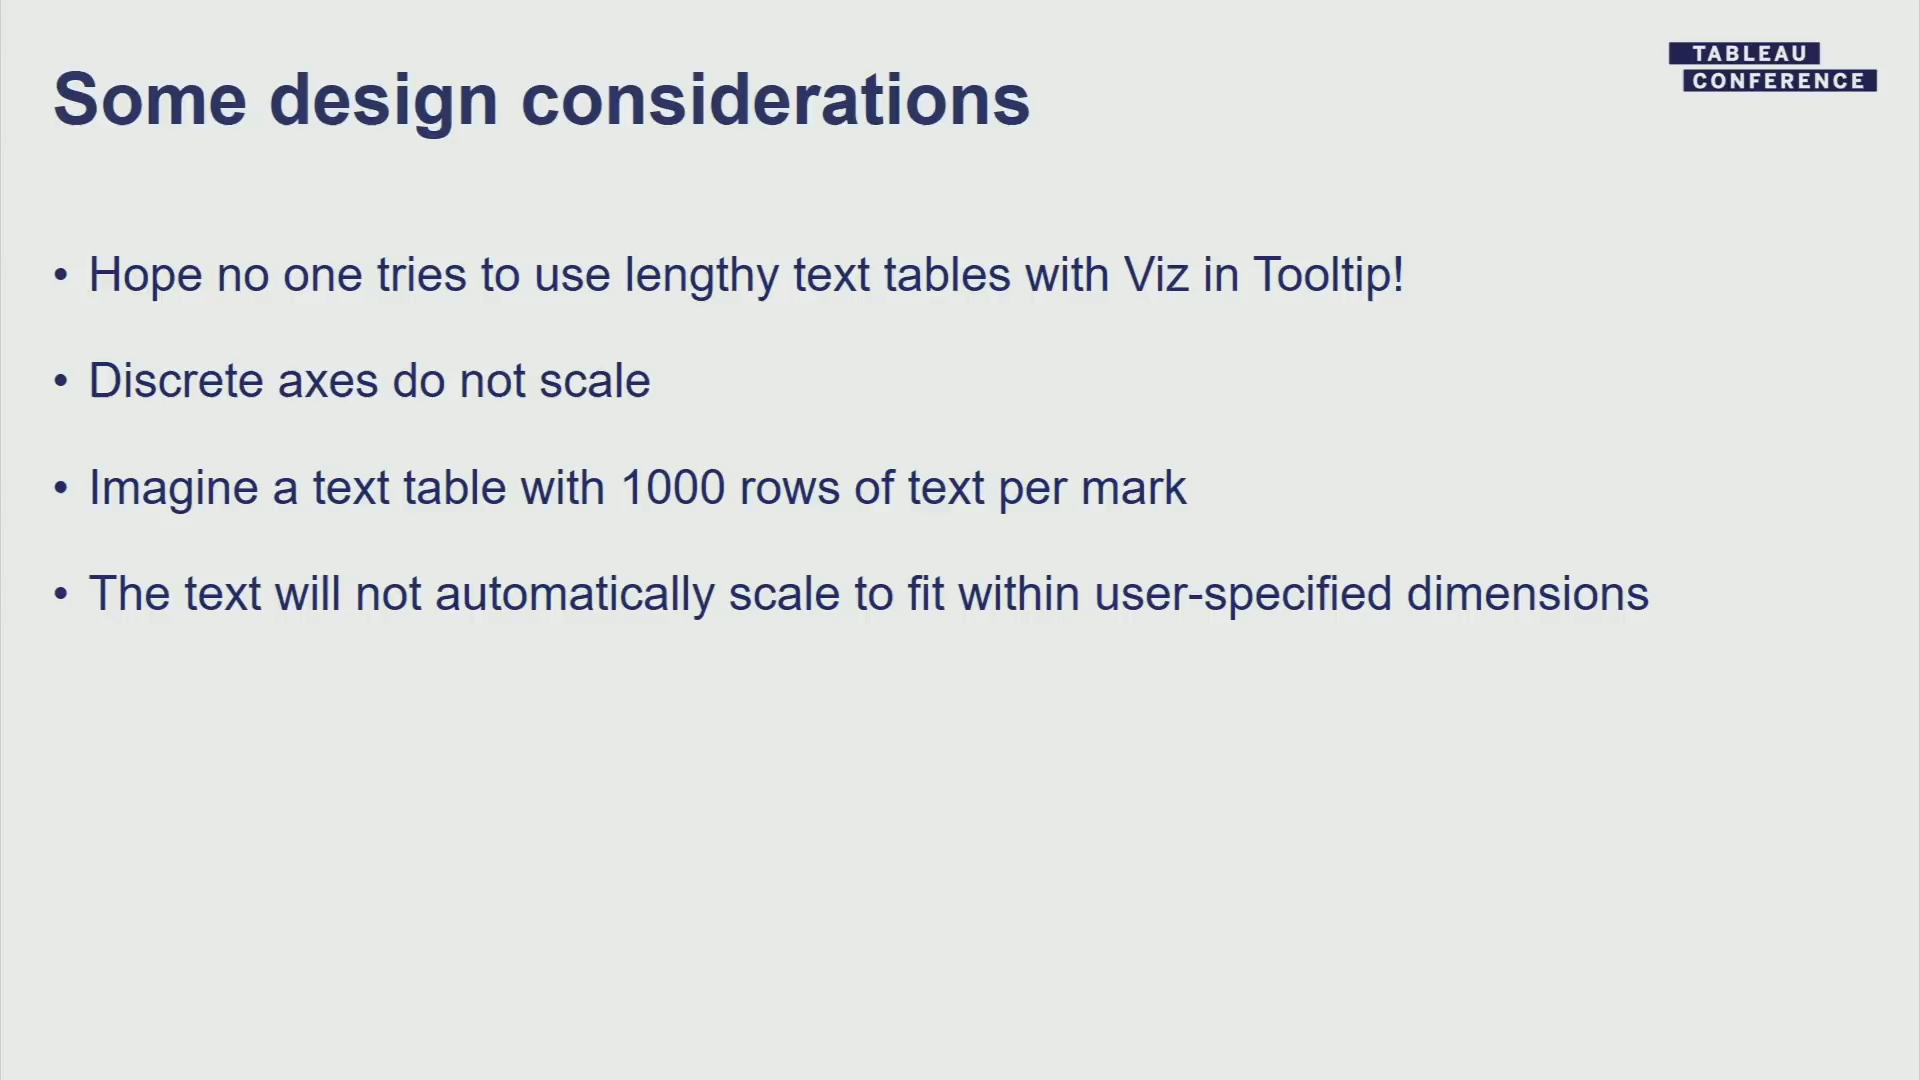 Some design considerations
TABLEAU
CONFERENCE
• Hope no one tries to use lengthy text tables with Viz in Tooltip!
• Discrete axes do not scale
• Imagine a text table with 1000 rows of text per mark
• The text will not automatically scale to fit within user-specified dimensions